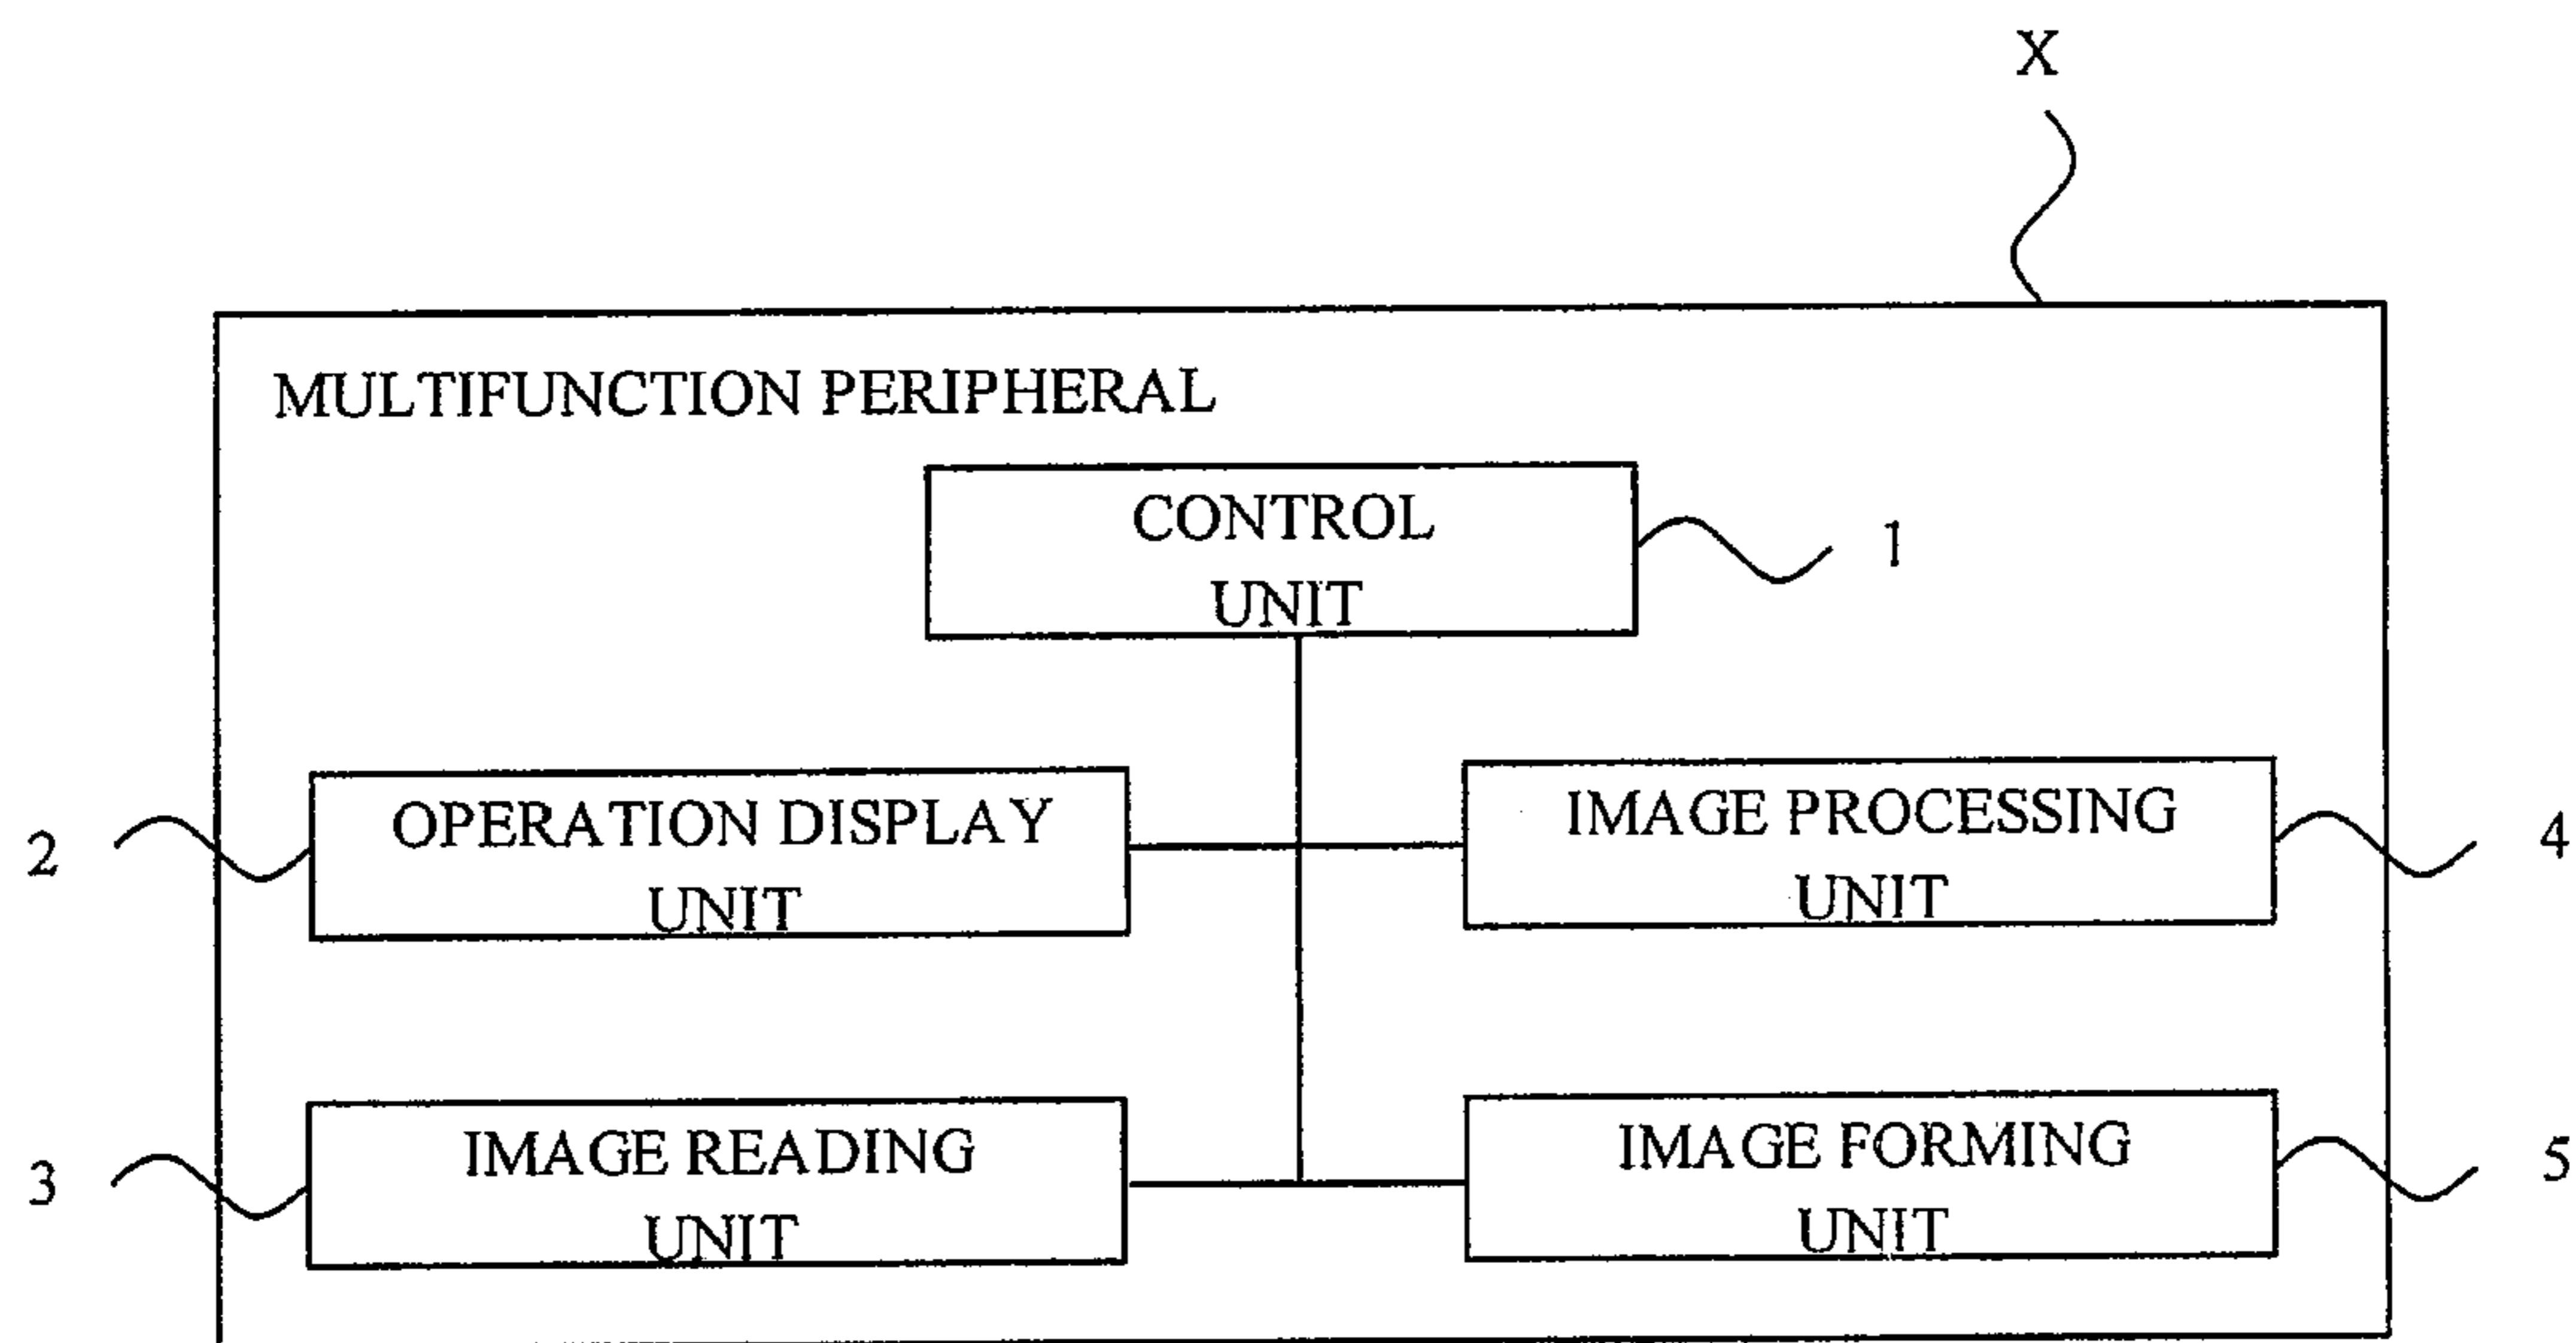 X
MULTIFUNCTION PERIPHERAL
CONTROL
UNIT
1
2
OPERATION DISPLAY
UNIT
IMAGE PROCESSING
UNIT
4
3
IMAGE READING
UNIT
IMAGE FORMING
UNIT
5